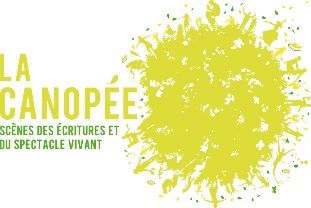 LA
CANOPÉE
SCÈNES DES ÉCRITURES ET
DU SPECTACLE VIVANT